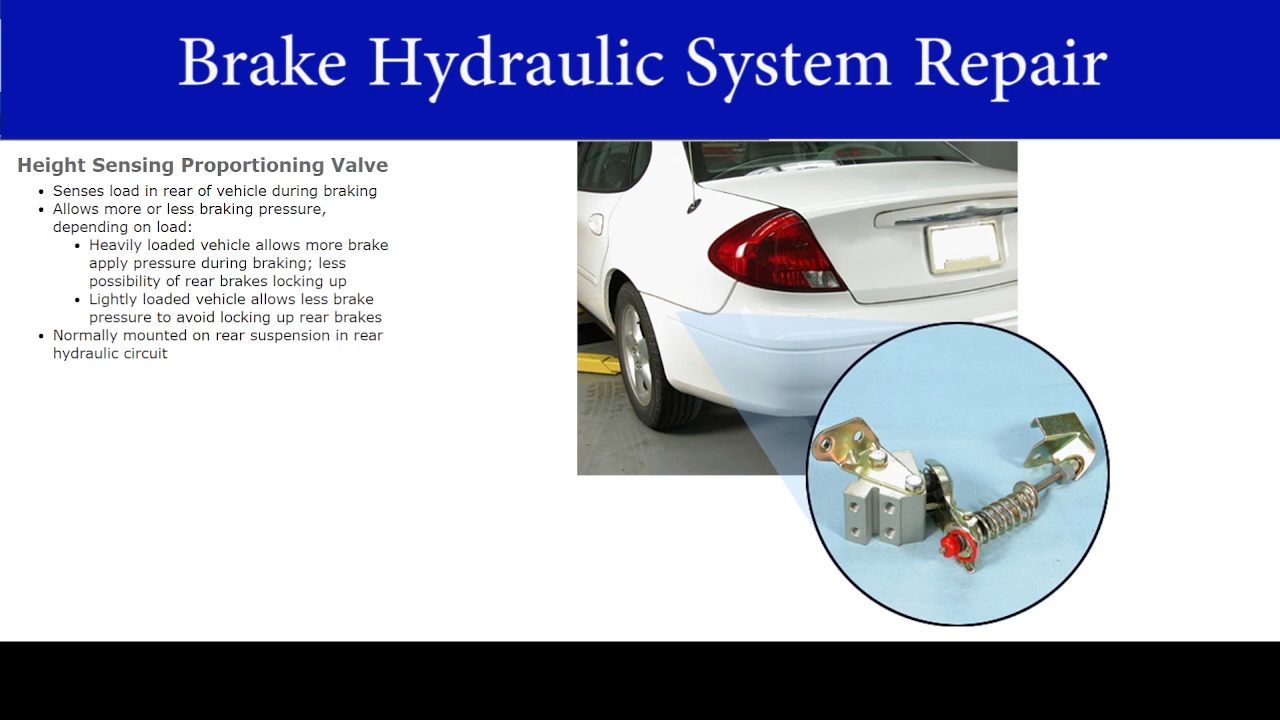 Brake Hydraulic System Repair
Height Sensing Proportioning Valve
• Senses load in rear of vehicle during braking
• Allows more or less braking pressure,
depending on load:
• Heavily loaded vehicle allows more brake
apply pressure during braking; less
possibility of rear brakes locking up
• Lightly loaded vehicle allows less brake
pressure to avoid locking up rear brakes
• Normally mounted on rear suspension in rear
hydraulic circuit